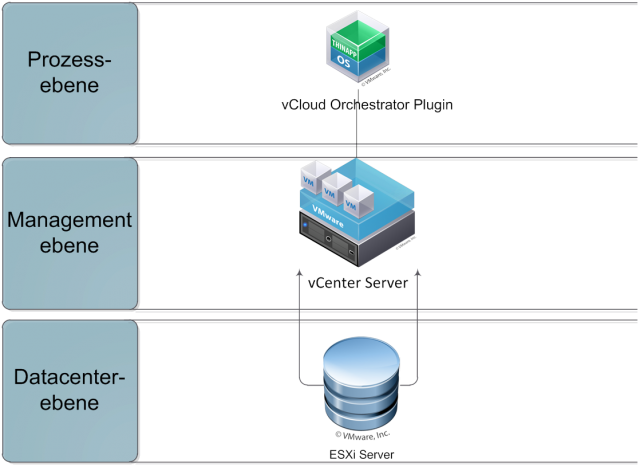 Prozess-
ebene
THINAPP
OS
© VMware, Inc.
vCloud Orchestrator Plugin
Management
ebene
VM
VM
VM
VMware
© VMware, Inc.
vCenter Server
Datacenter-
ebene
© VMware, Inc.
ESXi Server